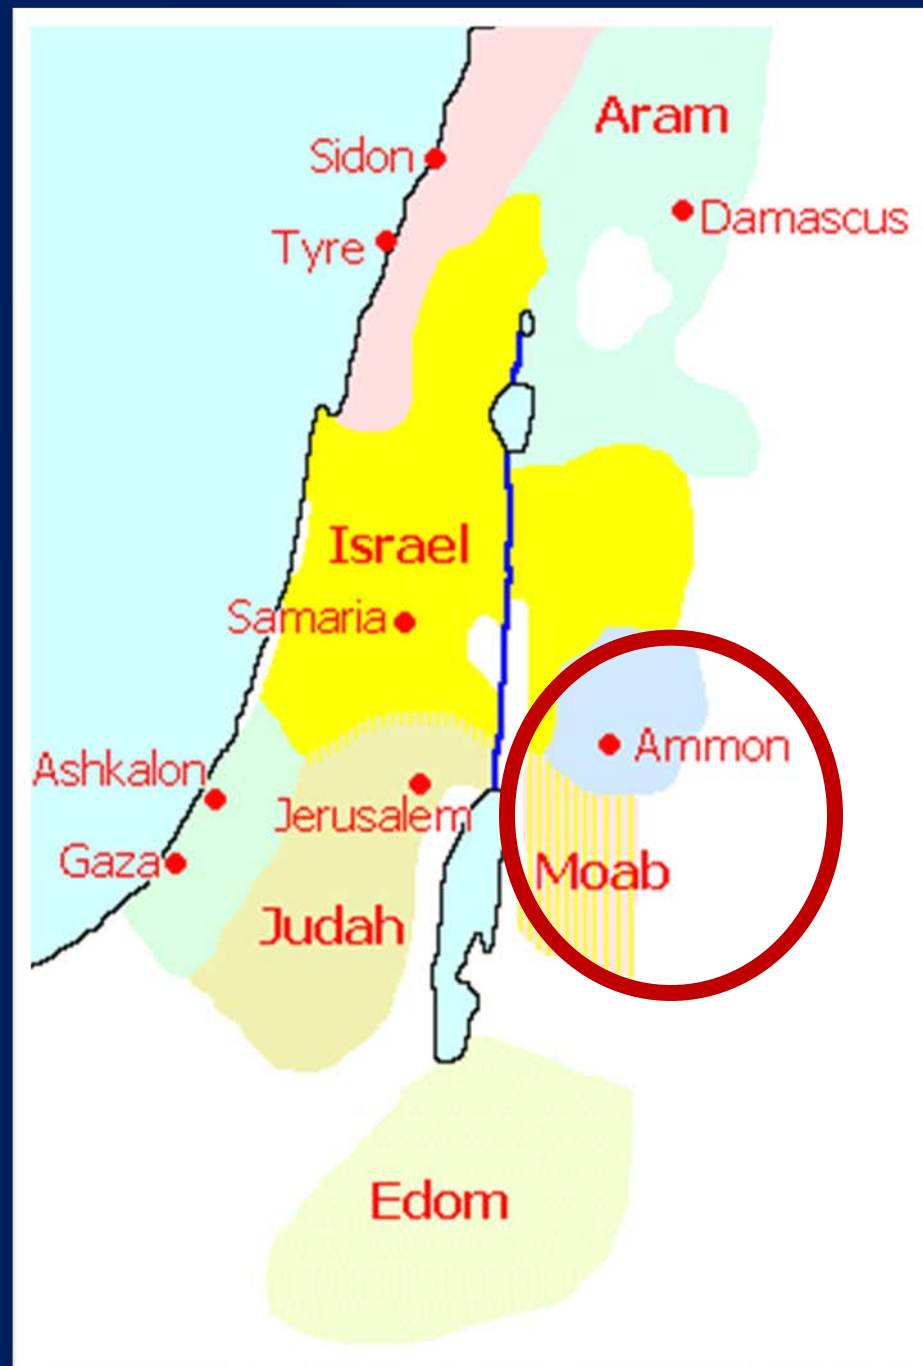 Aram
Sidon
Damascus
Tyre
Israel
Samaria
Ammon
Ashkalon
Jerusalem
Gaza
Moab
Judah
Edom